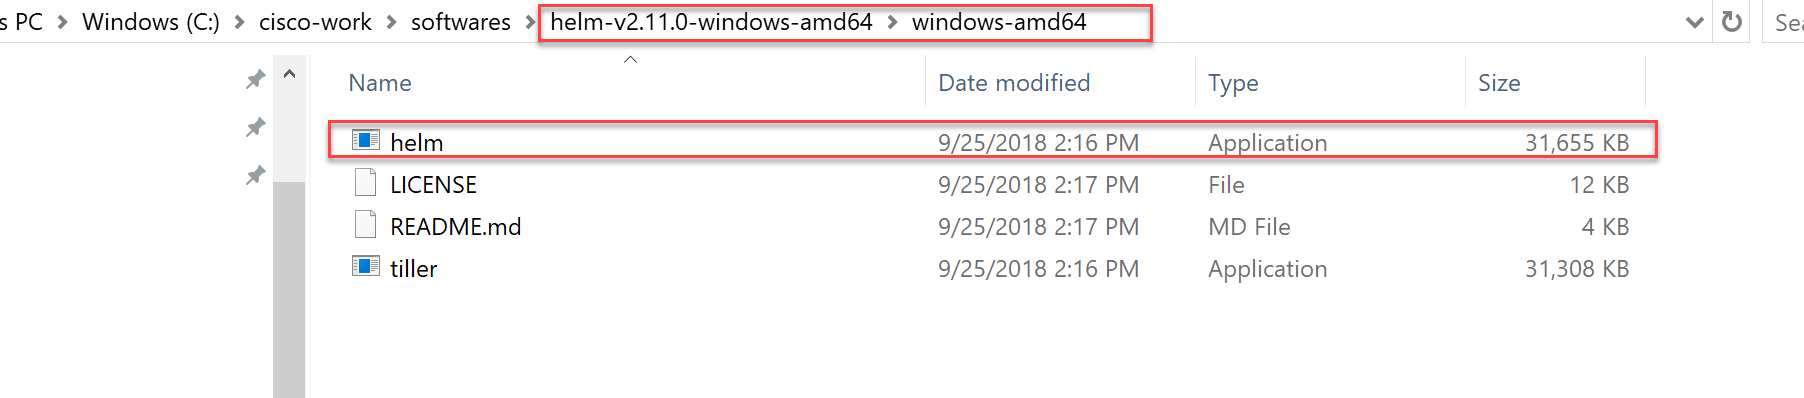 s PC > Windows (C:) > cisco-work > softwares > helm-v2.11.0-windows-amd64 > windows-amd64 Sea
Name Date modified Type Size
helm 9/25/2018 2:16 PM Application 31,655 KB
LICENSE 9/25/2018 2:17 PM File 12 KB
README.md 9/25/2018 2:17 PM MD File 4 KB
tiller 9/25/2018 2:16 PM Application 31,308 KB